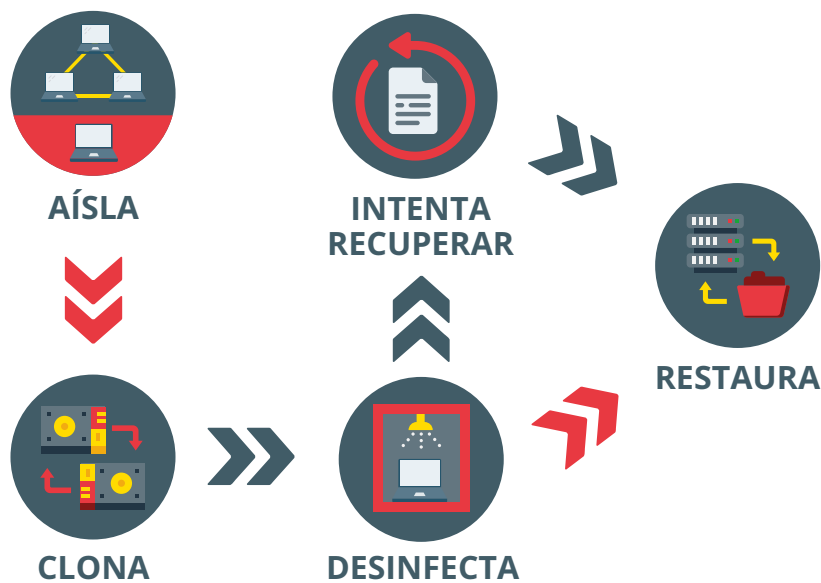 AÍSLA
INTENTA
RECUPERAR
RESTAURA
CLONA
DESINFECTA